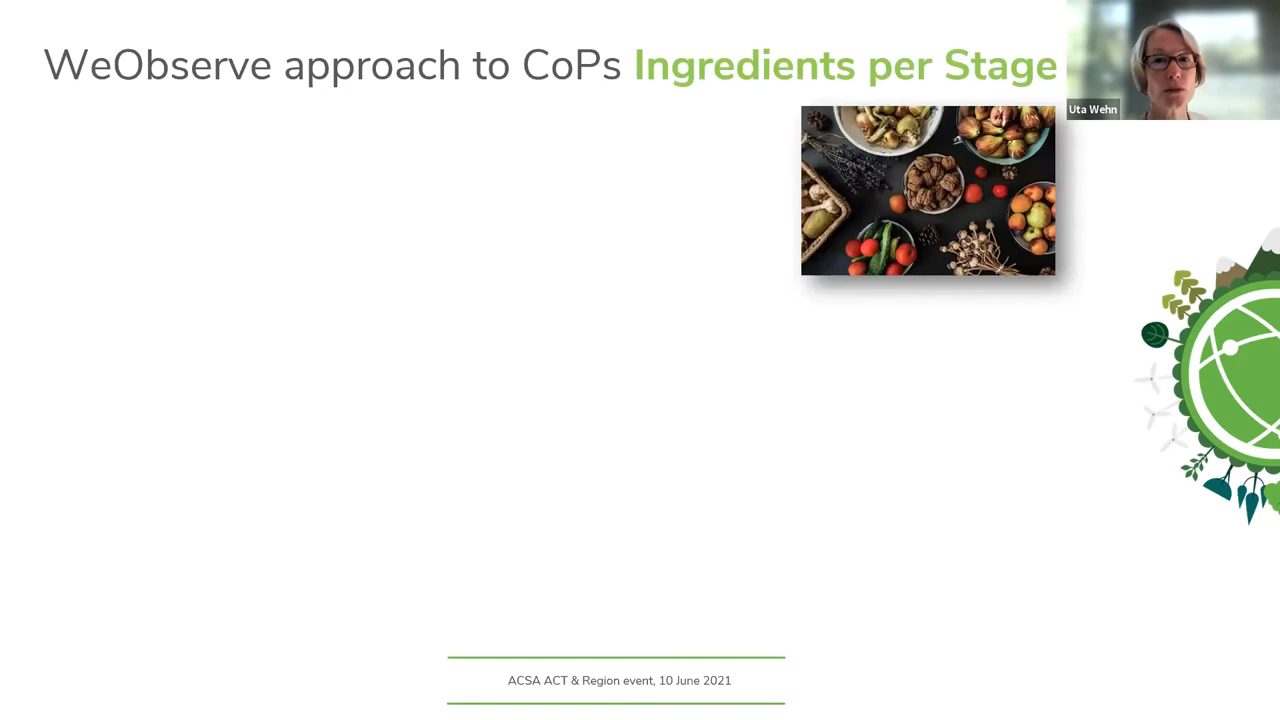 WeObserve approach to CoPs Ingredients per Stage
Uta Wehn
ACSA ACT & Region event, 10 June 2021